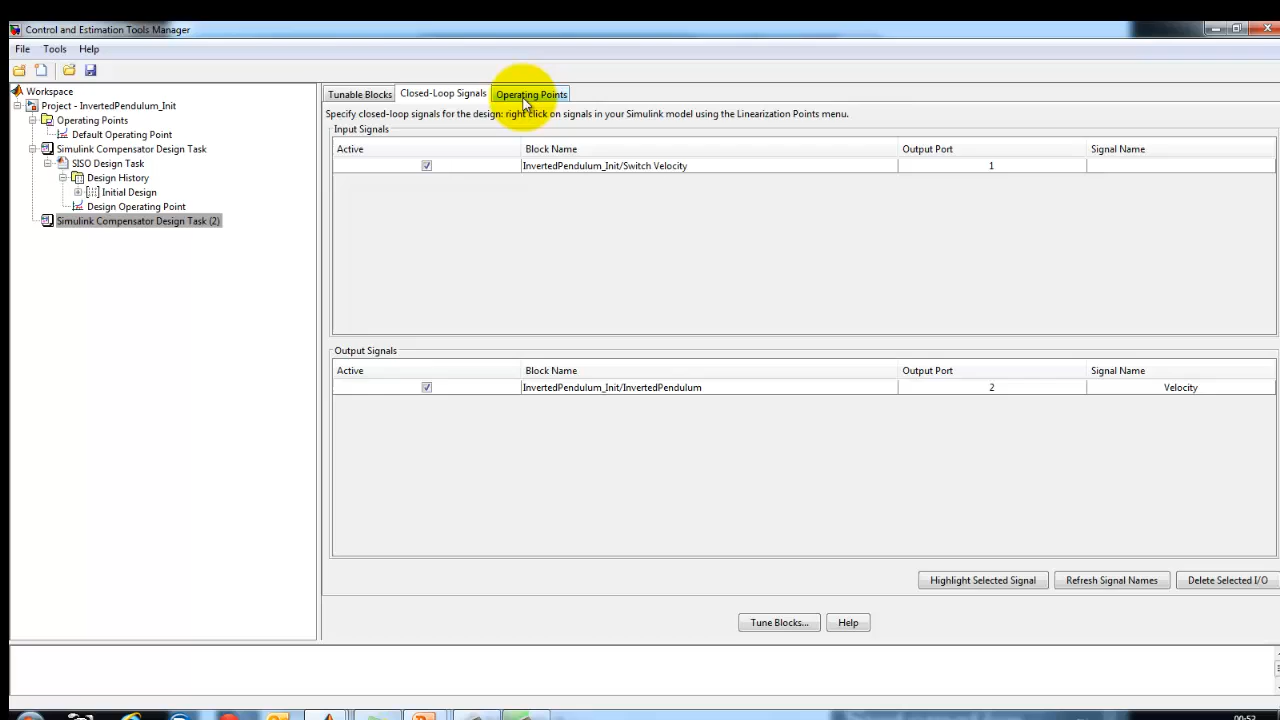 Control and Estimation Tools Manager
File Tools Help
Workspace
Project - InvertedPendulum_Init
Operating Points
Default Operating Point
Simulink Compensator Design Task
SISO Design Task
Design History
Initial Design
Design Operating Point
Simulink Compensator Design Task (2)
Tunable Blocks Closed-Loop Signals Operating Points
Specify closed-loop signals for the design: right click on signals in your Simulink model using the Linearization Points menu.
Input Signals
Active Block Name Output Port Signal Name
InvertedPendulum_Init/Switch Velocity 1
Output Signals
Active Block Name Output Port Signal Name
InvertedPendulum_Init/InvertedPendulum 2 Velocity
Highlight Selected Signal Refresh Signal Names Delete Selected I/O
Tune Blocks... Help